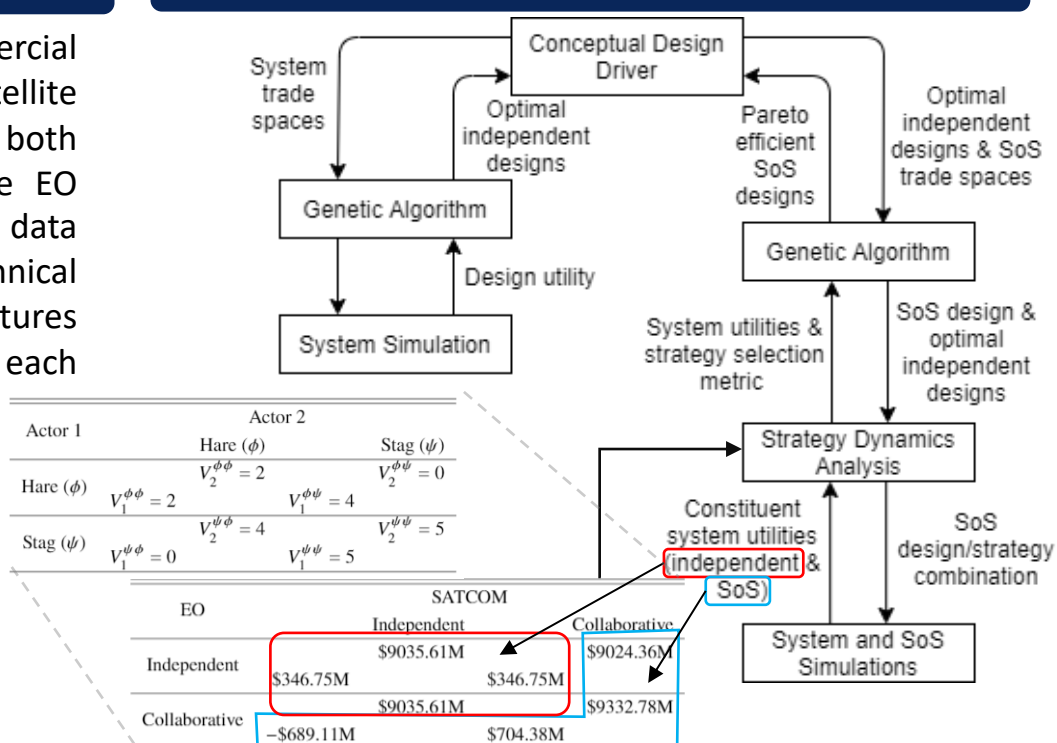 ercial
tellite
both
e EO
data
nnical
tures
each
Conceptual Design
Driver
System
trade
spaces
Optimal
independent
designs
Pareto
efficient
SoS
designs
Optimal
independent
designs & SoS
trade spaces
Genetic Algorithm
Genetic Algorithm
Design utility
System Simulation
System utilities &
strategy selection
metric
SoS design &
optimal
independent
designs
Strategy Dynamics
Analysis
Constituent
system utilities
(independent &
SoS)
SoS
design/strategy
combination
System and SoS
Simulations
Actor 1 Actor 2
Hare (ϕ) Stag (ψ)
V₂^ϕϕ = 2 V₂^ϕψ = 0
Hare (ϕ)
V₁^ϕϕ = 2 V₁^ϕψ = 4
V₂^ψϕ = 4 V₂^ψψ = 5
Stag (ψ)
V₁^ψϕ = 0 V₁^ψψ = 5
EO SATCOM
Independent Collaborative
$9035.61M $9024.36M
Independent
$346.75M $346.75M
$9035.61M $9332.78M
Collaborative
−$689.11M $704.38M